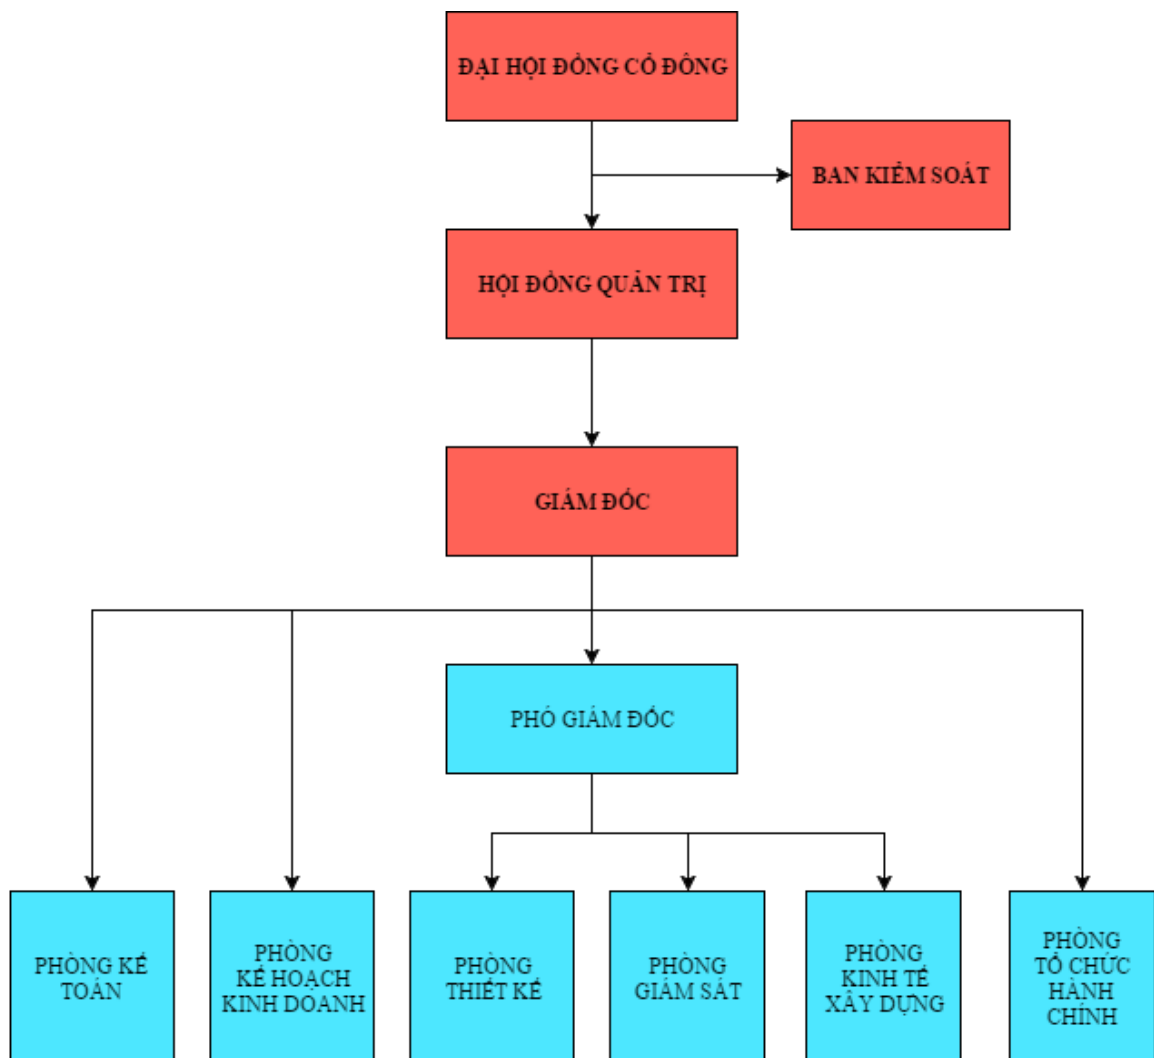 ĐẠI HỘI ĐỒNG CỔ ĐÔNG
BAN KIỂM SOÁT
HỘI ĐỒNG QUẢN TRỊ
GIÁM ĐỐC
PHÓ GIÁM ĐỐC
PHÒNG KẾ
TOÁN
PHÒNG
KẾ HOẠCH
KINH DOANH
PHÒNG
THIẾT KẾ
PHÒNG
GIÁM SÁT
PHÒNG
KINH TẾ
XÂY DỰNG
PHÒNG
TỔ CHỨC
HÀNH
CHÍNH